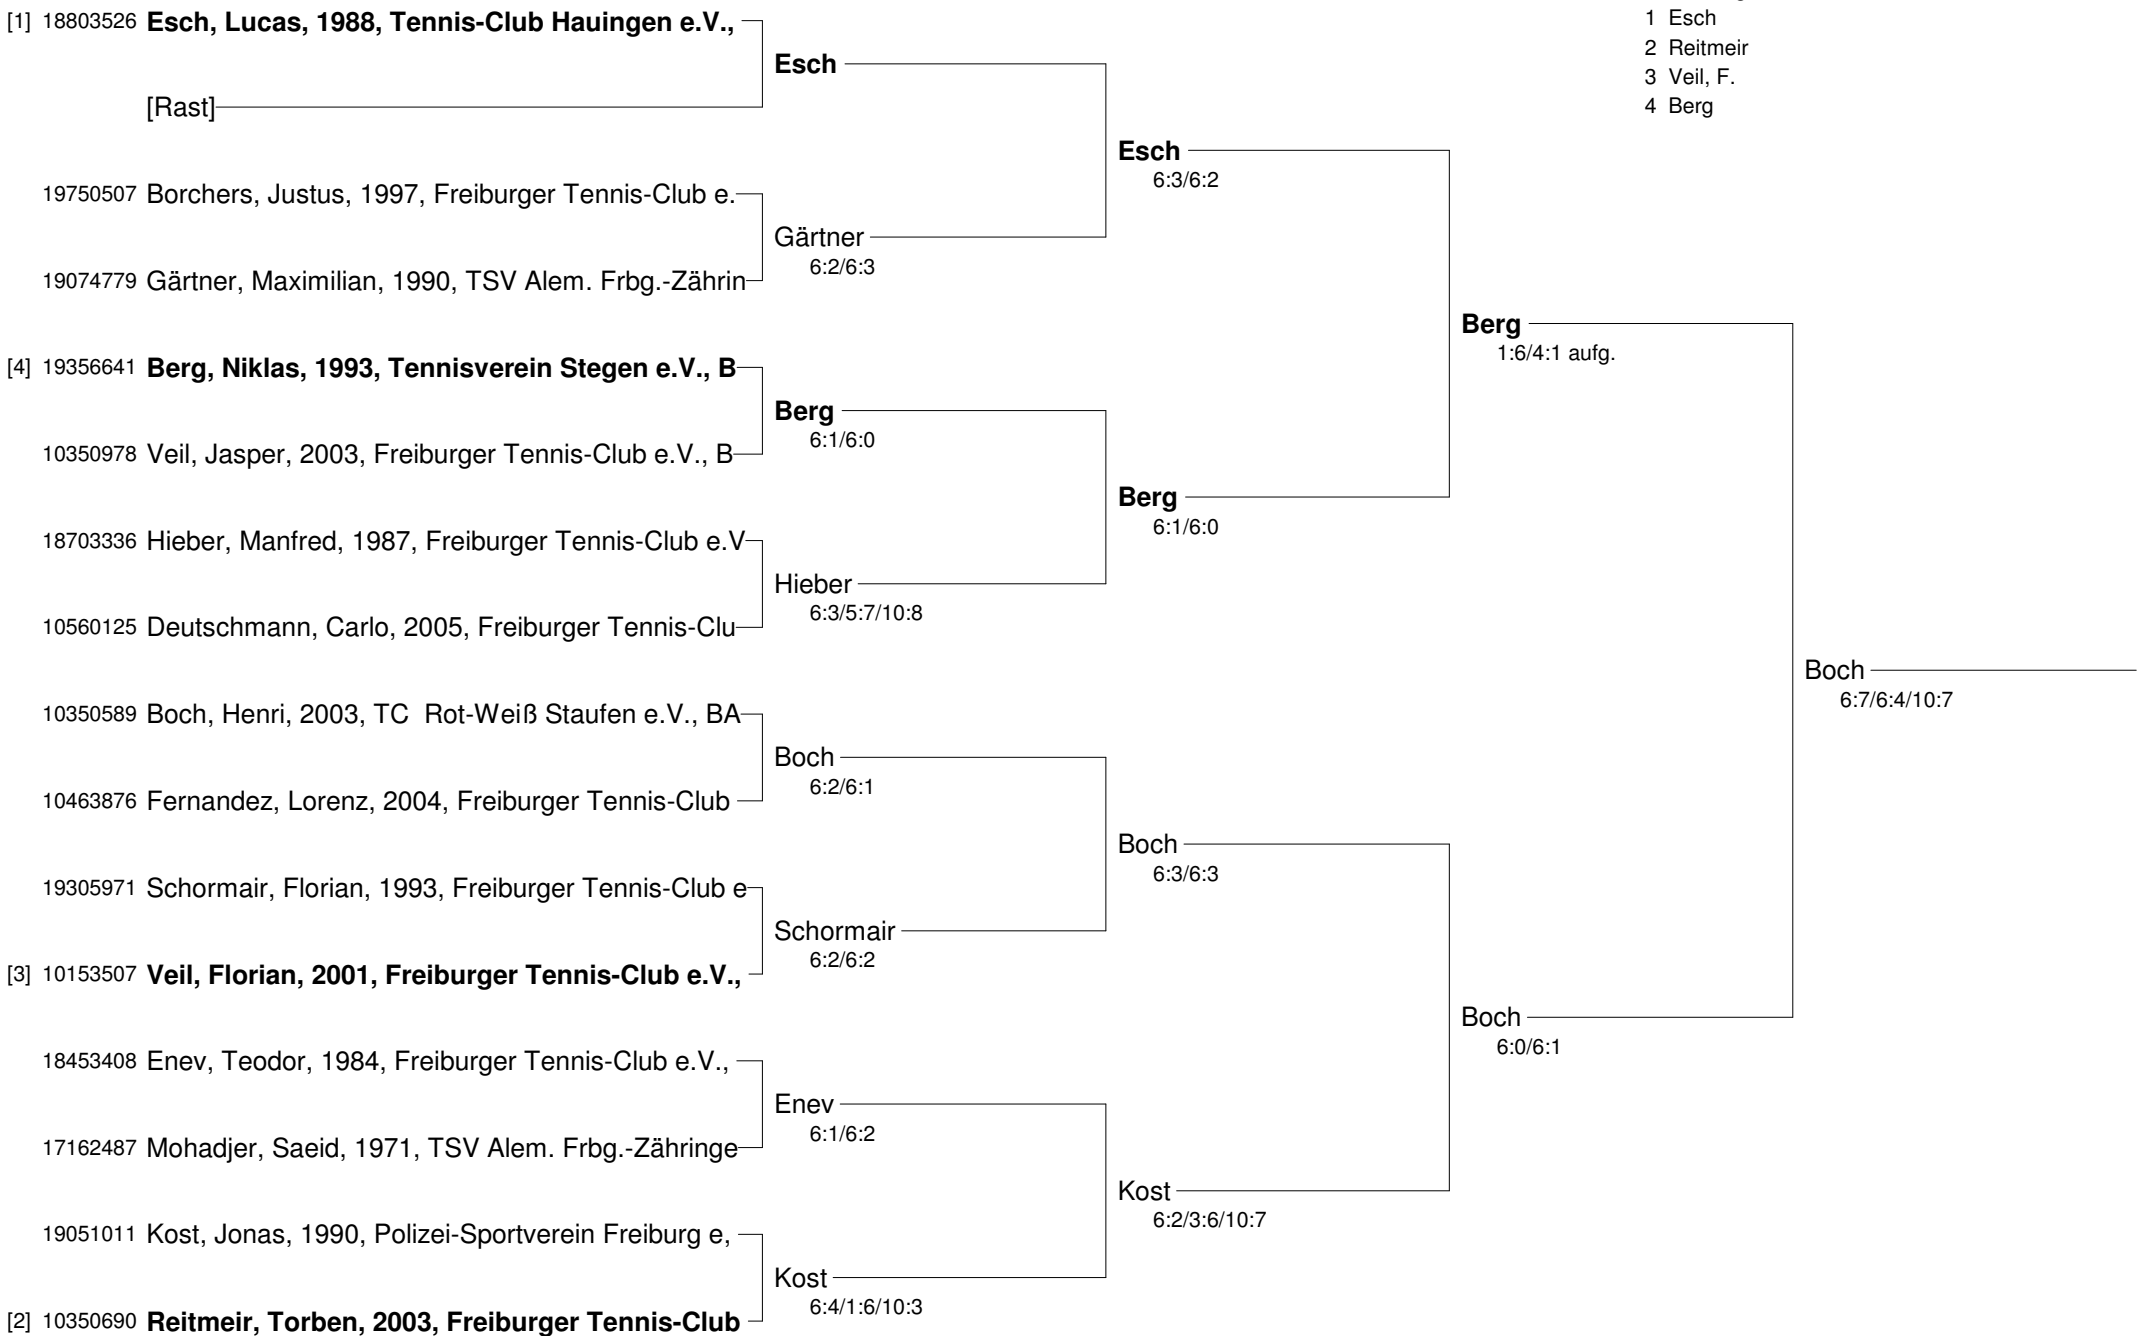 1 Esch
2 Reitmeir
3 Veil, F.
4 Berg
[1] 18803526 Esch, Lucas, 1988, Tennis-Club Hauingen e.V.,
Esch
[Rast]
Esch
6:3/6:2
19750507 Borchers, Justus, 1997, Freiburger Tennis-Club e.
Gärtner
6:2/6:3
19074779 Gärtner, Maximilian, 1990, TSV Alem. Frbg.-Zährin
Berg
1:6/4:1 aufg.
[4] 19356641 Berg, Niklas, 1993, Tennisverein Stegen e.V., B
Berg
6:1/6:0
10350978 Veil, Jasper, 2003, Freiburger Tennis-Club e.V., B
Berg
6:1/6:0
18703336 Hieber, Manfred, 1987, Freiburger Tennis-Club e.V
Hieber
6:3/5:7/10:8
10560125 Deutschmann, Carlo, 2005, Freiburger Tennis-Clu
Boch
6:7/6:4/10:7
10350589 Boch, Henri, 2003, TC Rot-Weiß Staufen e.V., BA
Boch
6:2/6:1
10463876 Fernandez, Lorenz, 2004, Freiburger Tennis-Club
Boch
6:3/6:3
19305971 Schormair, Florian, 1993, Freiburger Tennis-Club e
Schormair
6:2/6:2
[3] 10153507 Veil, Florian, 2001, Freiburger Tennis-Club e.V.,
Boch
6:0/6:1
18453408 Enev, Teodor, 1984, Freiburger Tennis-Club e.V.,
Enev
6:1/6:2
17162487 Mohadjer, Saeid, 1971, TSV Alem. Frbg.-Zähringe
Kost
6:2/3:6/10:7
19051011 Kost, Jonas, 1990, Polizei-Sportverein Freiburg e,
Kost
6:4/1:6/10:3
[2] 10350690 Reitmeir, Torben, 2003, Freiburger Tennis-Club